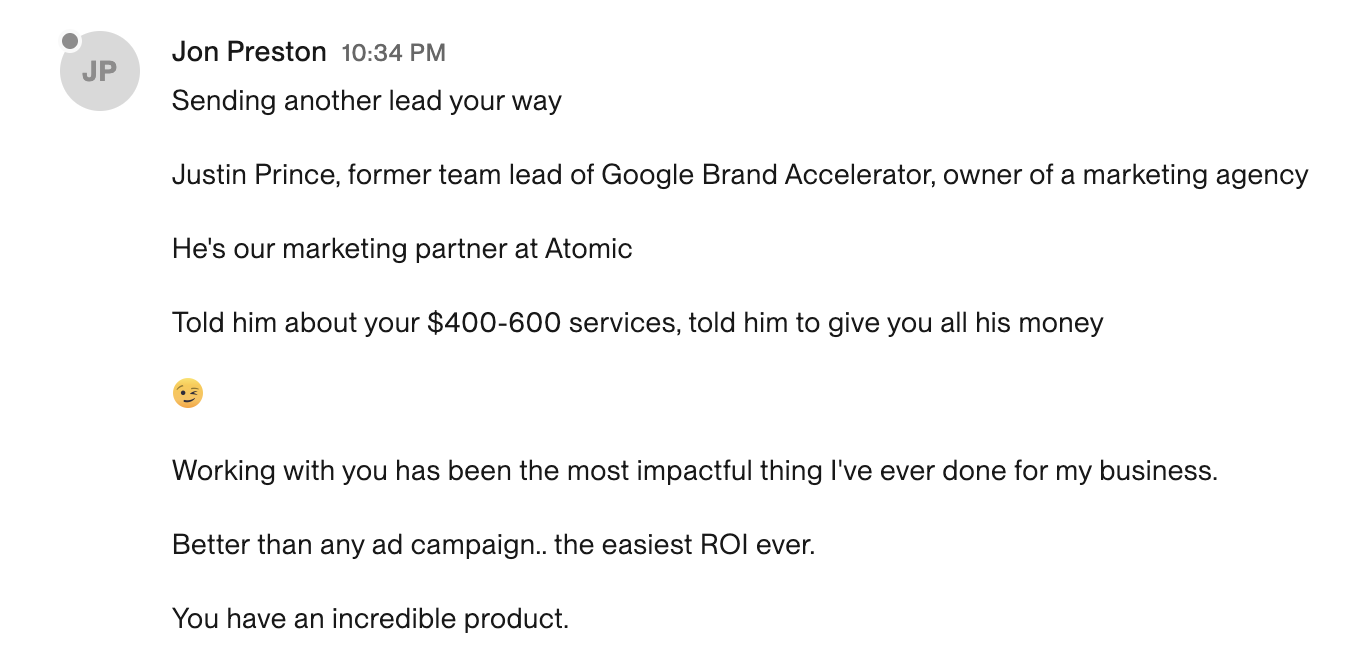 JP
Jon Preston 10:34 PM
Sending another lead your way
Justin Prince, former team lead of Google Brand Accelerator, owner of a marketing agency
He's our marketing partner at Atomic
Told him about your $400-600 services, told him to give you all his money
😉
Working with you has been the most impactful thing I've ever done for my business.
Better than any ad campaign.. the easiest ROI ever.
You have an incredible product.